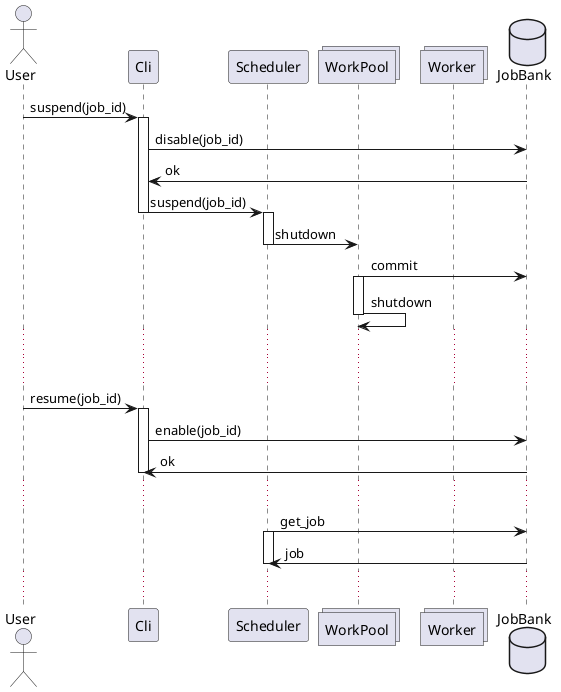 User
Cli
Scheduler
WorkPool
Worker
JobBank
suspend(job_id)
disable(job_id)
ok
suspend(job_id)
shutdown
commit
shutdown
resume(job_id)
enable(job_id)
ok
get_job
job
User
Cli
Scheduler
WorkPool
Worker
JobBank